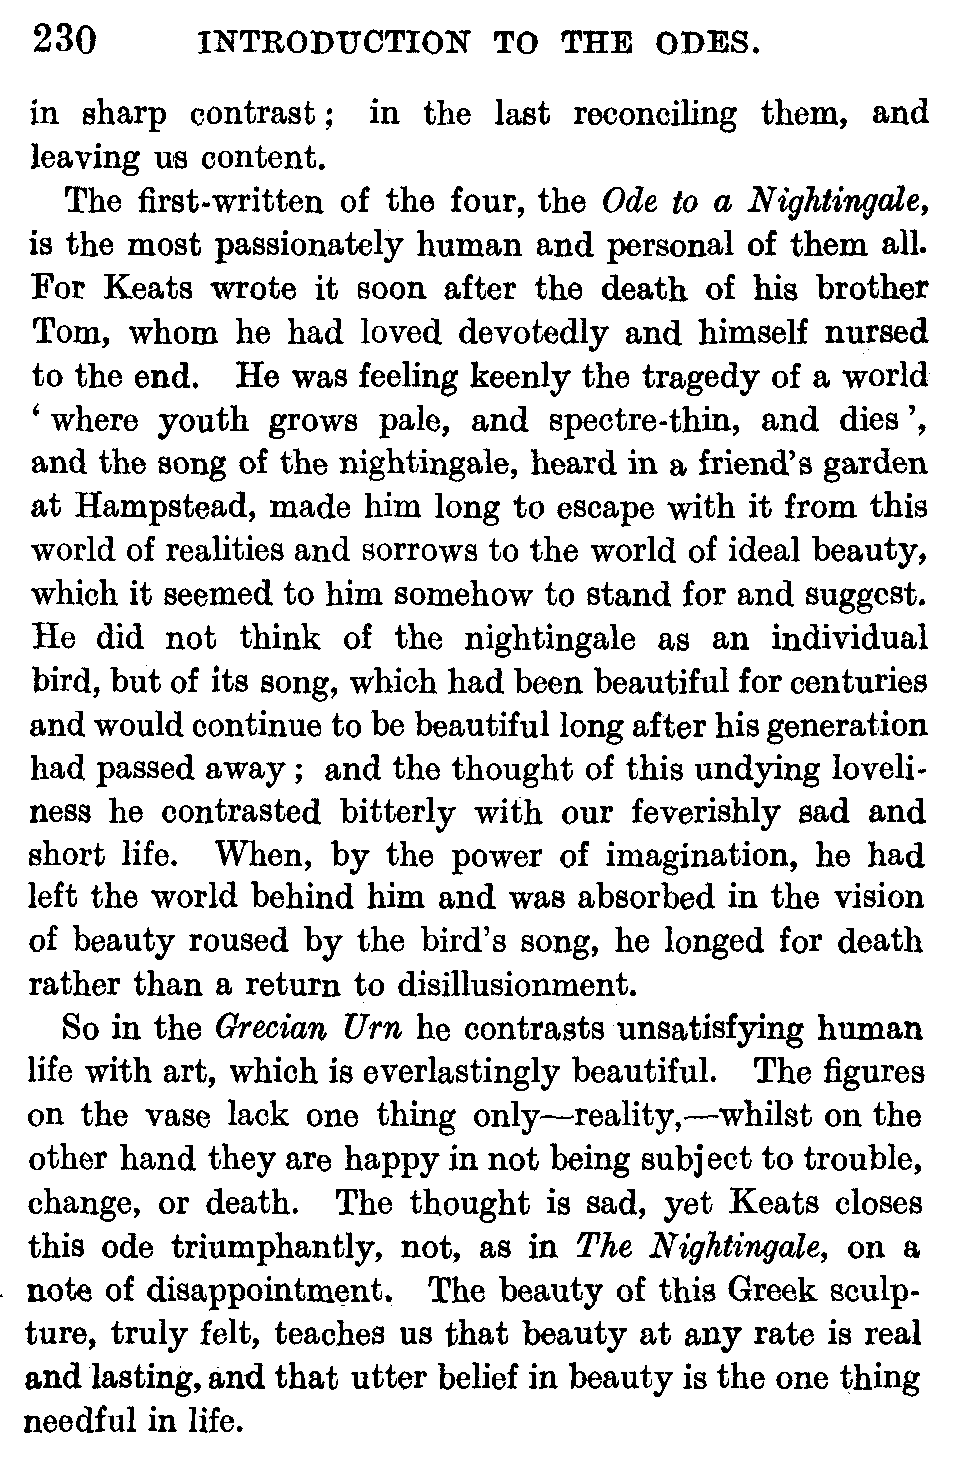 230 INTRODUCTION TO THE ODES.
in sharp contrast; in the last reconciling them, and
leaving us content.
The first-written of the four, the Ode to a Nightingale,
is the most passionately human and personal of them all.
For Keats wrote it soon after the death of his brother
Tom, whom he had loved devotedly and himself nursed
to the end. He was feeling keenly the tragedy of a world
‘where youth grows pale, and spectre-thin, and dies’,
and the song of the nightingale, heard in a friend's garden
at Hampstead, made him long to escape with it from this
world of realities and sorrows to the world of ideal beauty,
which it seemed to him somehow to stand for and suggest.
He did not think of the nightingale as an individual
bird, but of its song, which had been beautiful for centuries
and would continue to be beautiful long after his generation
had passed away; and the thought of this undying loveli-
ness he contrasted bitterly with our feverishly sad and
short life. When, by the power of imagination, he had
left the world behind him and was absorbed in the vision
of beauty roused by the bird's song, he longed for death
rather than a return to disillusionment.
So in the Grecian Urn he contrasts unsatisfying human
life with art, which is everlastingly beautiful. The figures
on the vase lack one thing only—reality,—whilst on the
other hand they are happy in not being subject to trouble,
change, or death. The thought is sad, yet Keats closes
this ode triumphantly, not, as in The Nightingale, on a
note of disappointment. The beauty of this Greek sculp-
ture, truly felt, teaches us that beauty at any rate is real
and lasting, and that utter belief in beauty is the one thing
needful in life.